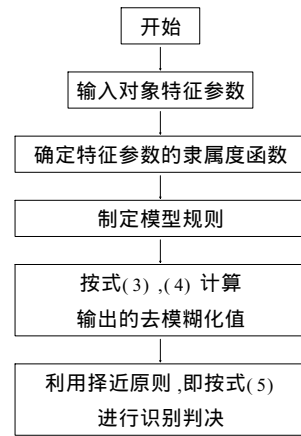 开始
输入对象特征参数
确定特征参数的隶属度函数
制定模型规则
按式(3),(4) 计算
输出的去模糊化值
利用择近原则,即按式(5)
进行识别判决